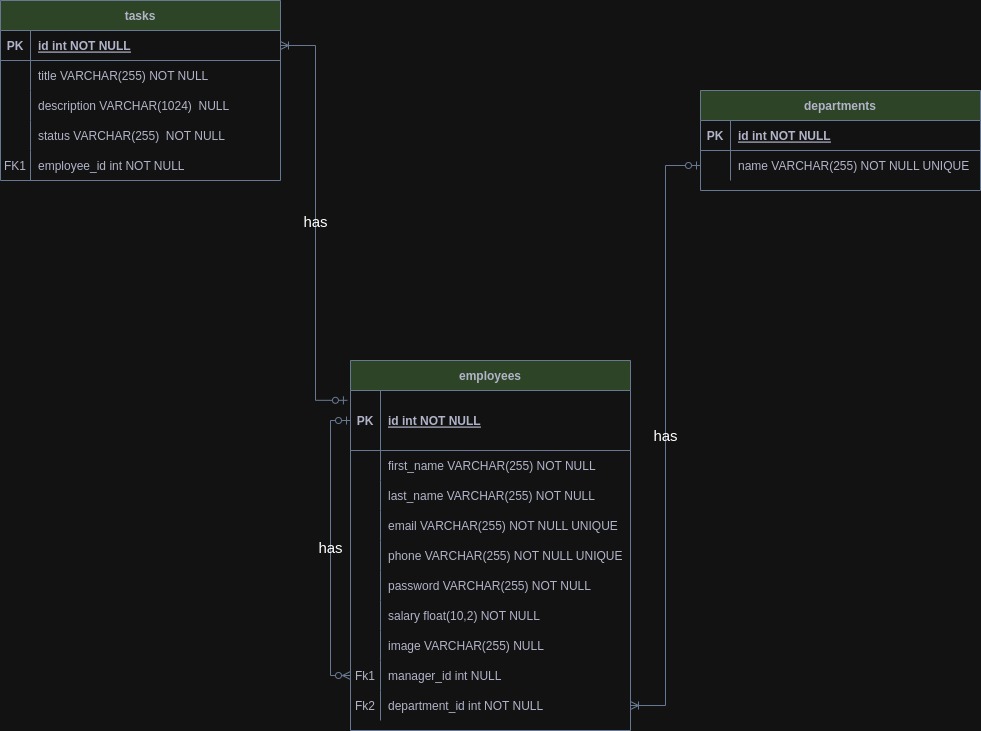 tasks
PK id int NOT NULL
title VARCHAR(255) NOT NULL
description VARCHAR(1024)  NULL
status VARCHAR(255)  NOT NULL
FK1 employee_id int NOT NULL
departments
PK id int NOT NULL
name VARCHAR(255) NOT NULL UNIQUE
has
employees
PK id int NOT NULL
first_name VARCHAR(255) NOT NULL
last_name VARCHAR(255) NOT NULL
email VARCHAR(255) NOT NULL UNIQUE
phone VARCHAR(255) NOT NULL UNIQUE
password VARCHAR(255) NOT NULL
salary float(10,2) NOT NULL
image VARCHAR(255) NULL
Fk1 manager_id int NULL
Fk2 department_id int NOT NULL
has
has